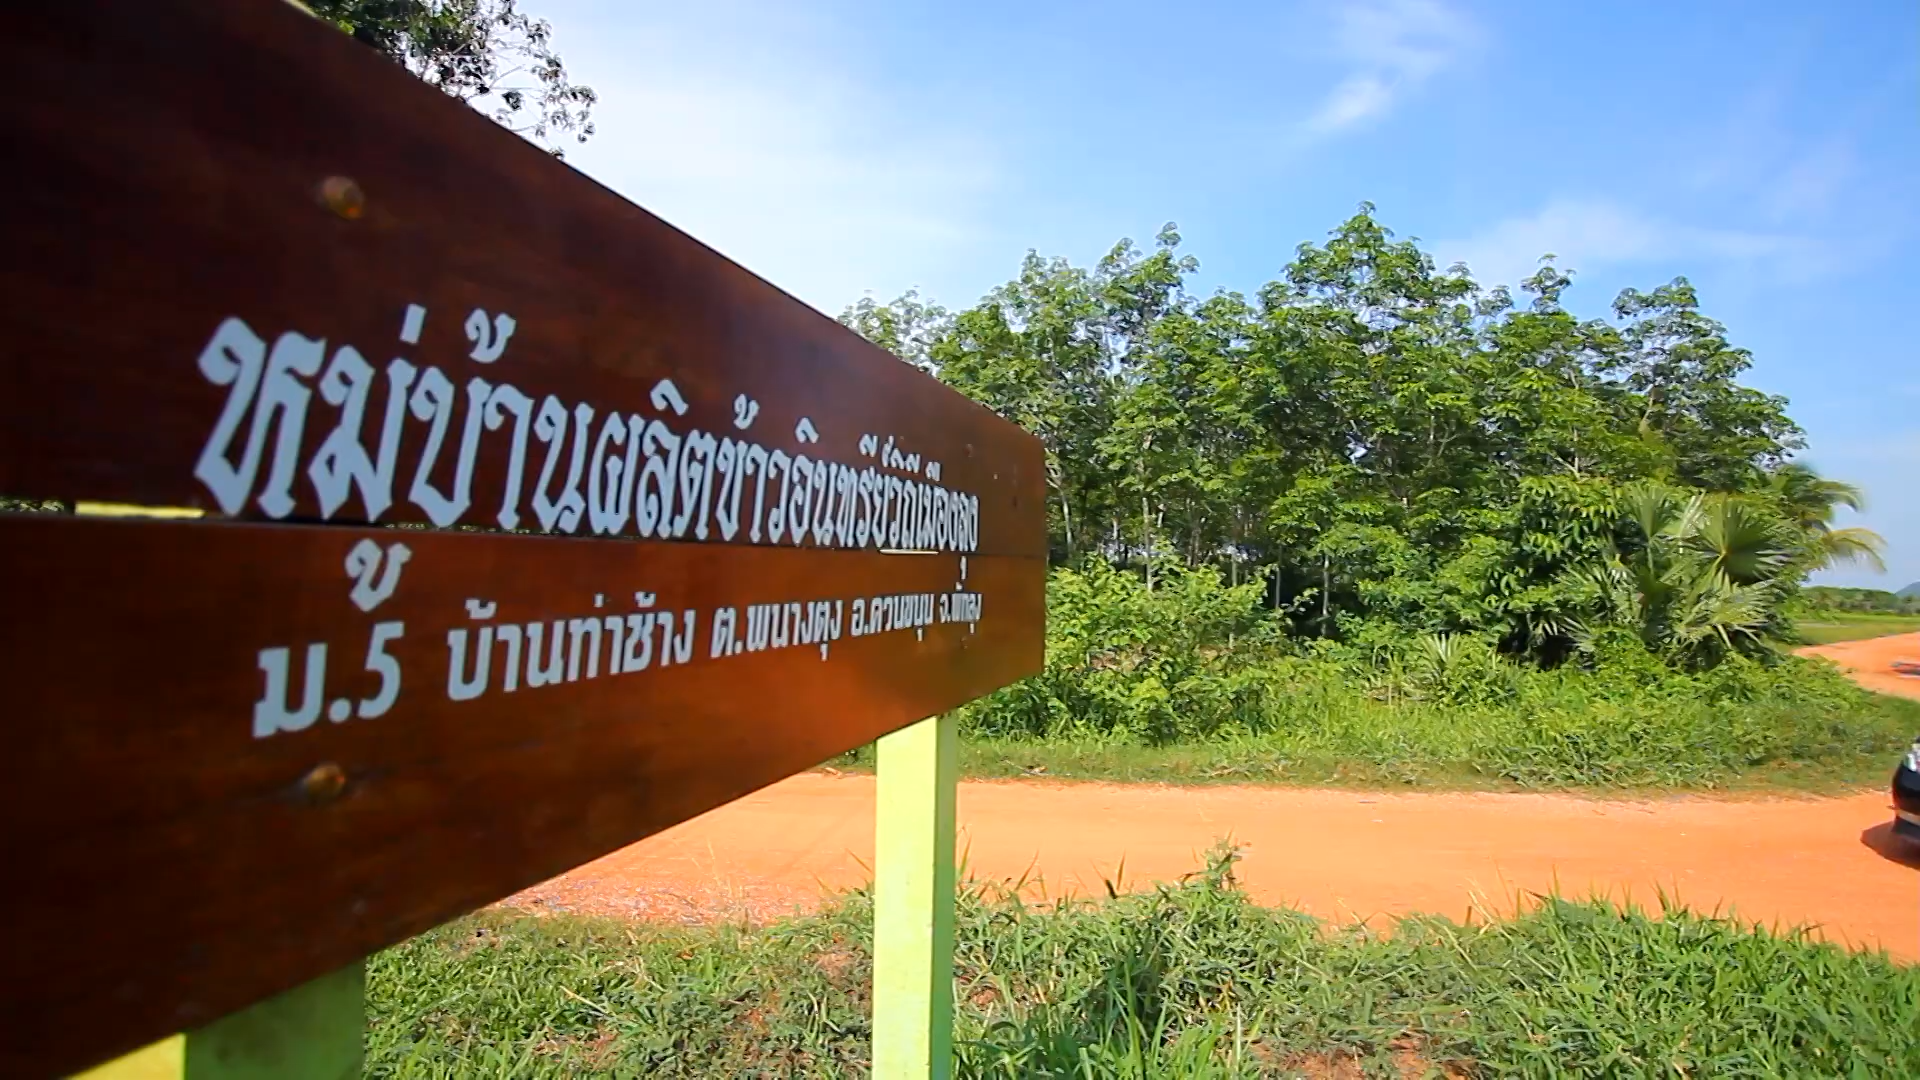 หมู่บ้านผลิตข้าวอินทรีย์วิถีเมืองลุง
ม.5 บ้านท่าช้าง ต.พนางตุง อ.ควนขนุน จ.พัทลุง